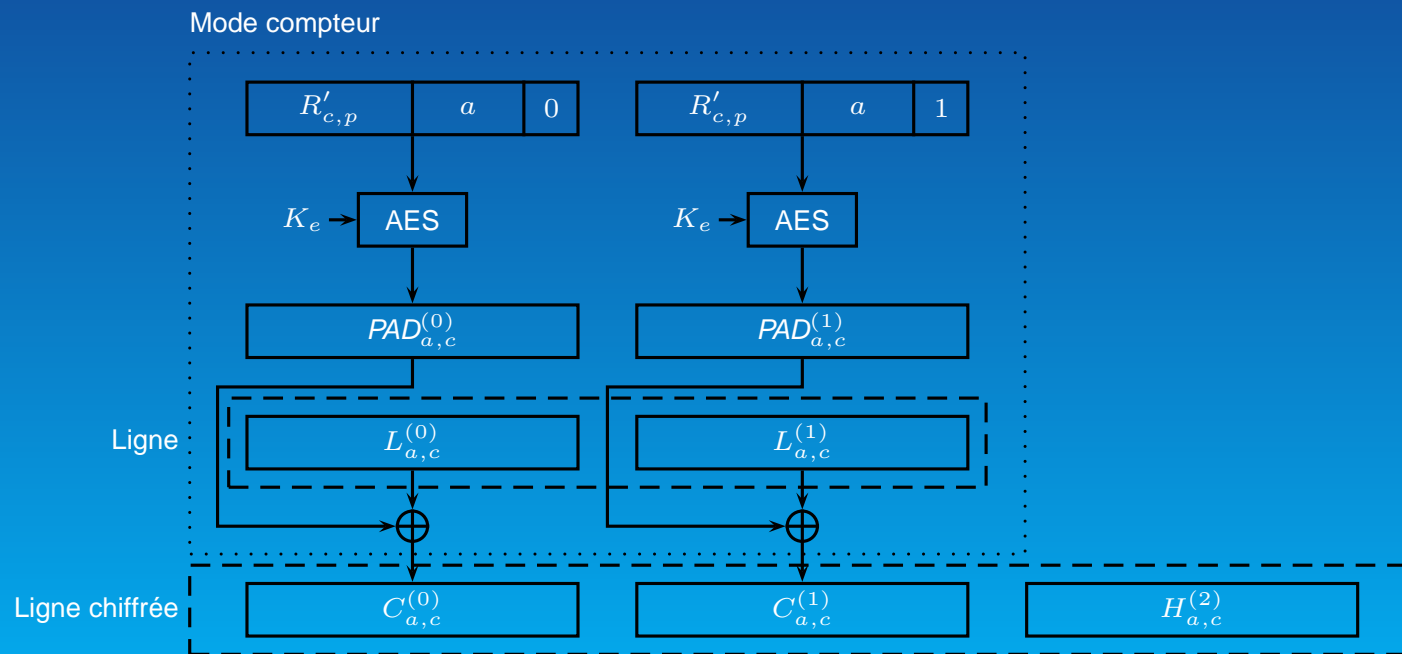 Mode compteur
R′c,p a 0 R′c,p a 1
Ke AES Ke AES
PAD(0)a,c PAD(1)a,c
Ligne L(0)a,c L(1)a,c
Ligne chiffrée C(0)a,c C(1)a,c H(2)a,c